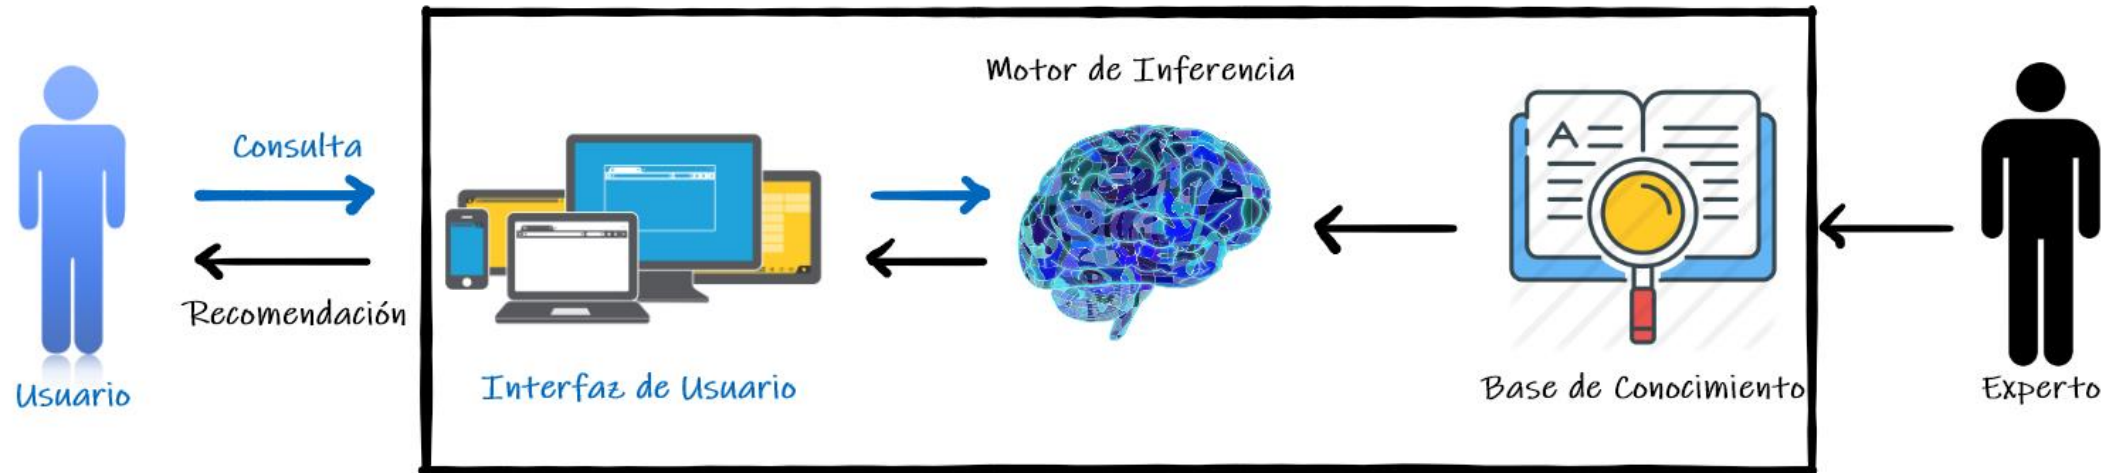 Motor de Inferencia
Consulta
A
Recomendación
Usuario
Interfaz de Usuario
Base de Conocimiento
Experto